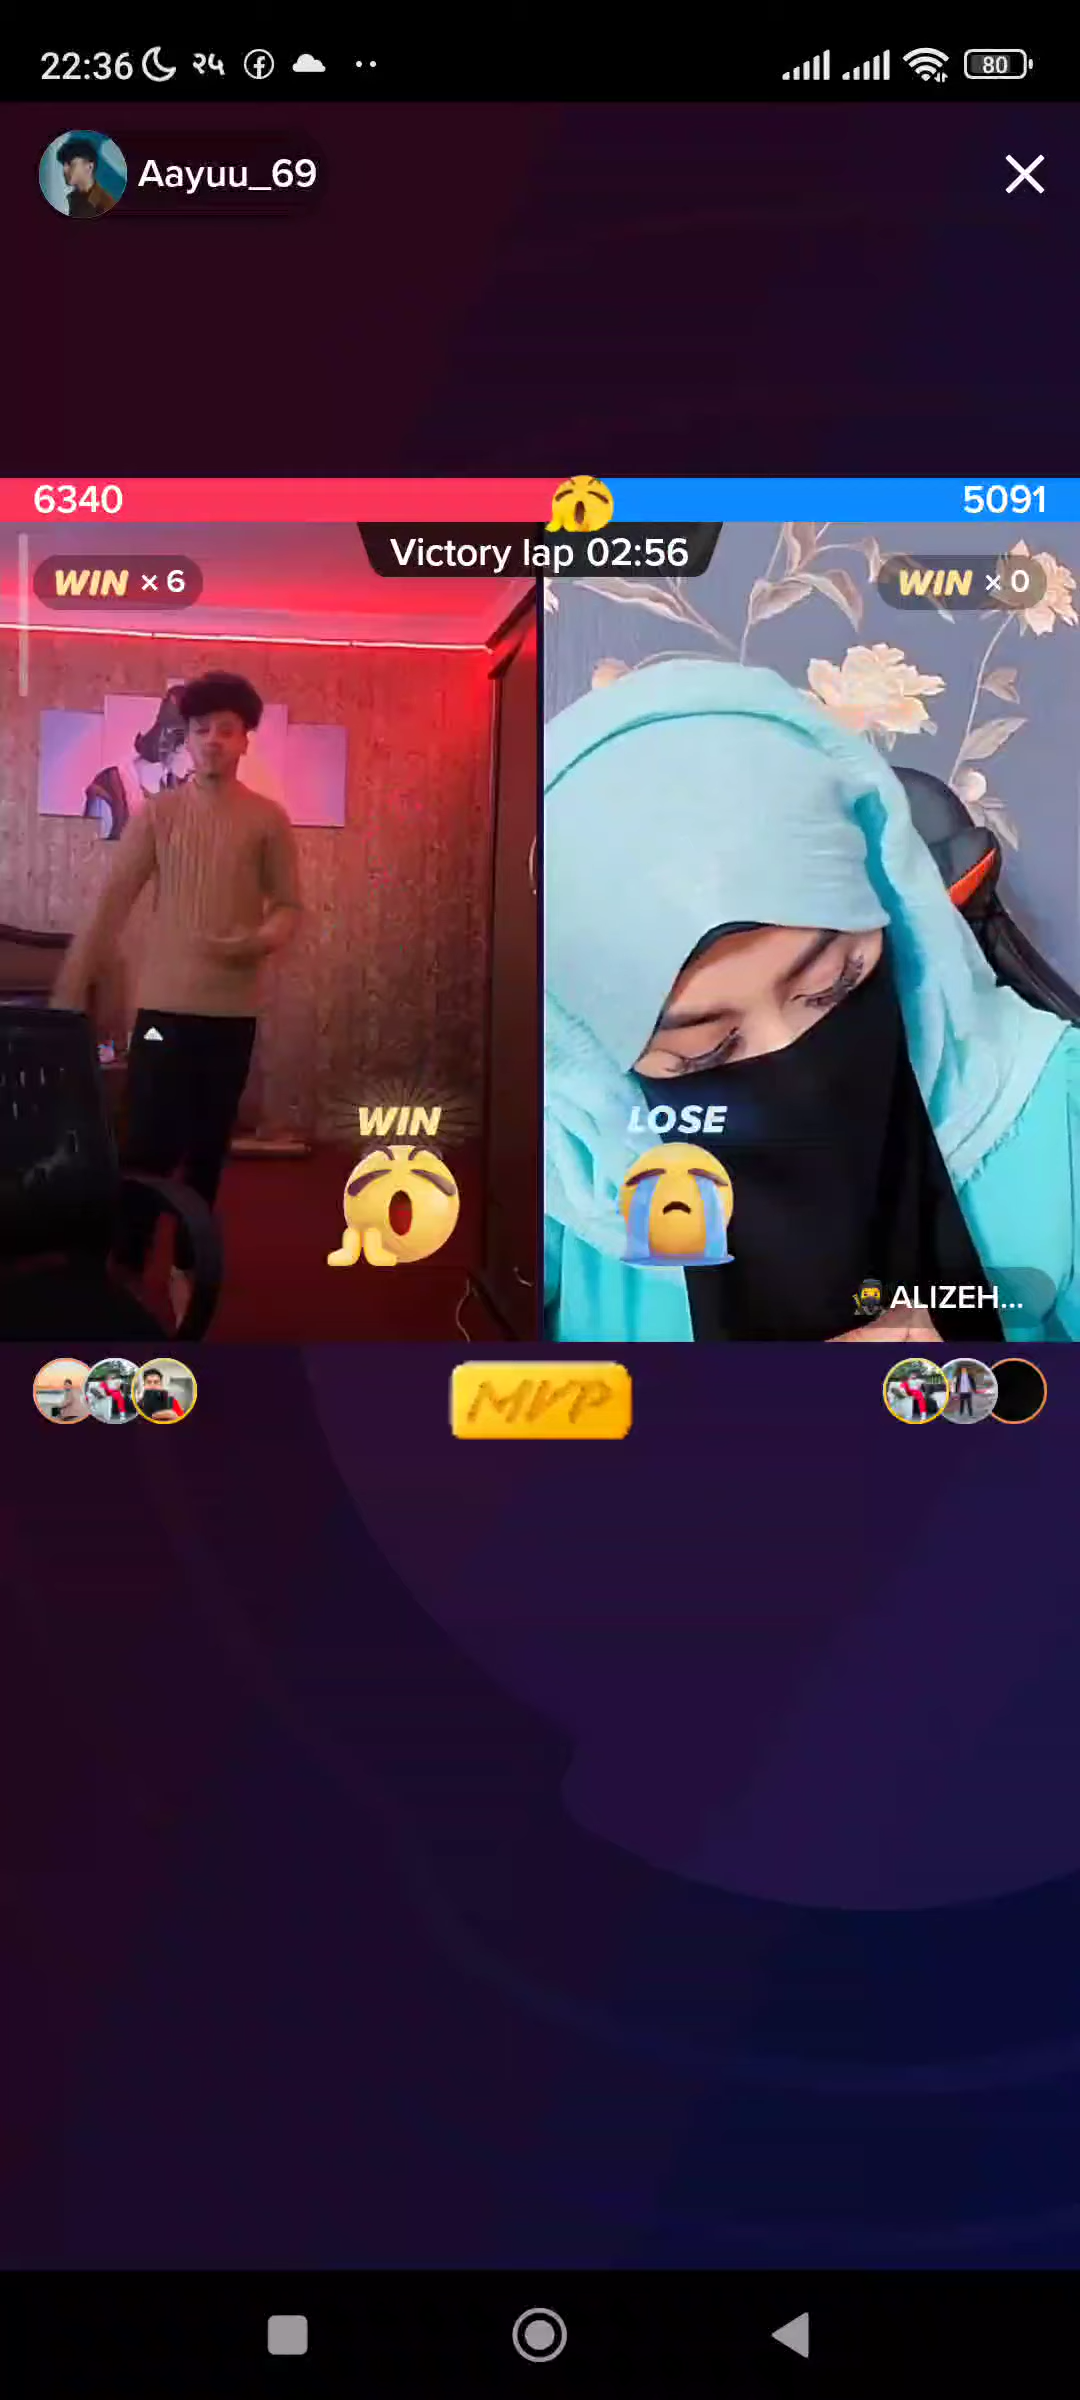 22:36 २५ 80
Aayuu_69
6340 5091
Victory lap 02:56
WIN × 6 WIN × 0
WIN LOSE
ALIZEH...
MVP